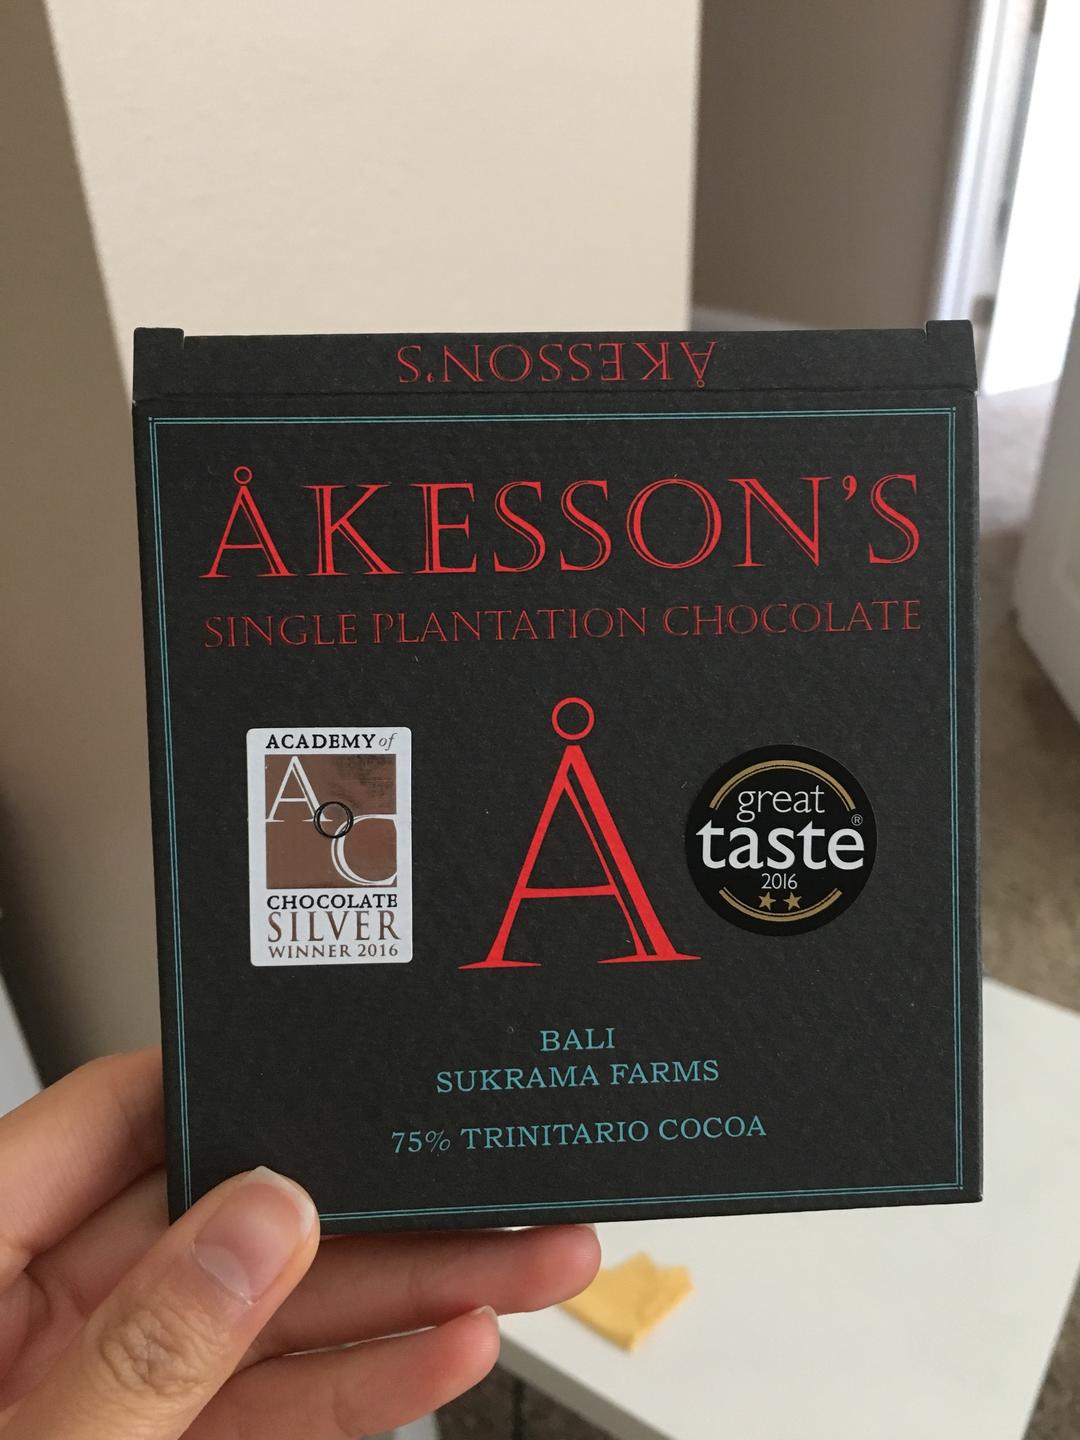 ÅKESSON'S
ÅKESSON'S
SINGLE PLANTATION CHOCOLATE
ACADEMY of
A
C
CHOCOLATE
SILVER
WINNER 2016
Å
great
taste®
2016
BALI
SUKRAMA FARMS
75% TRINITARIO COCOA